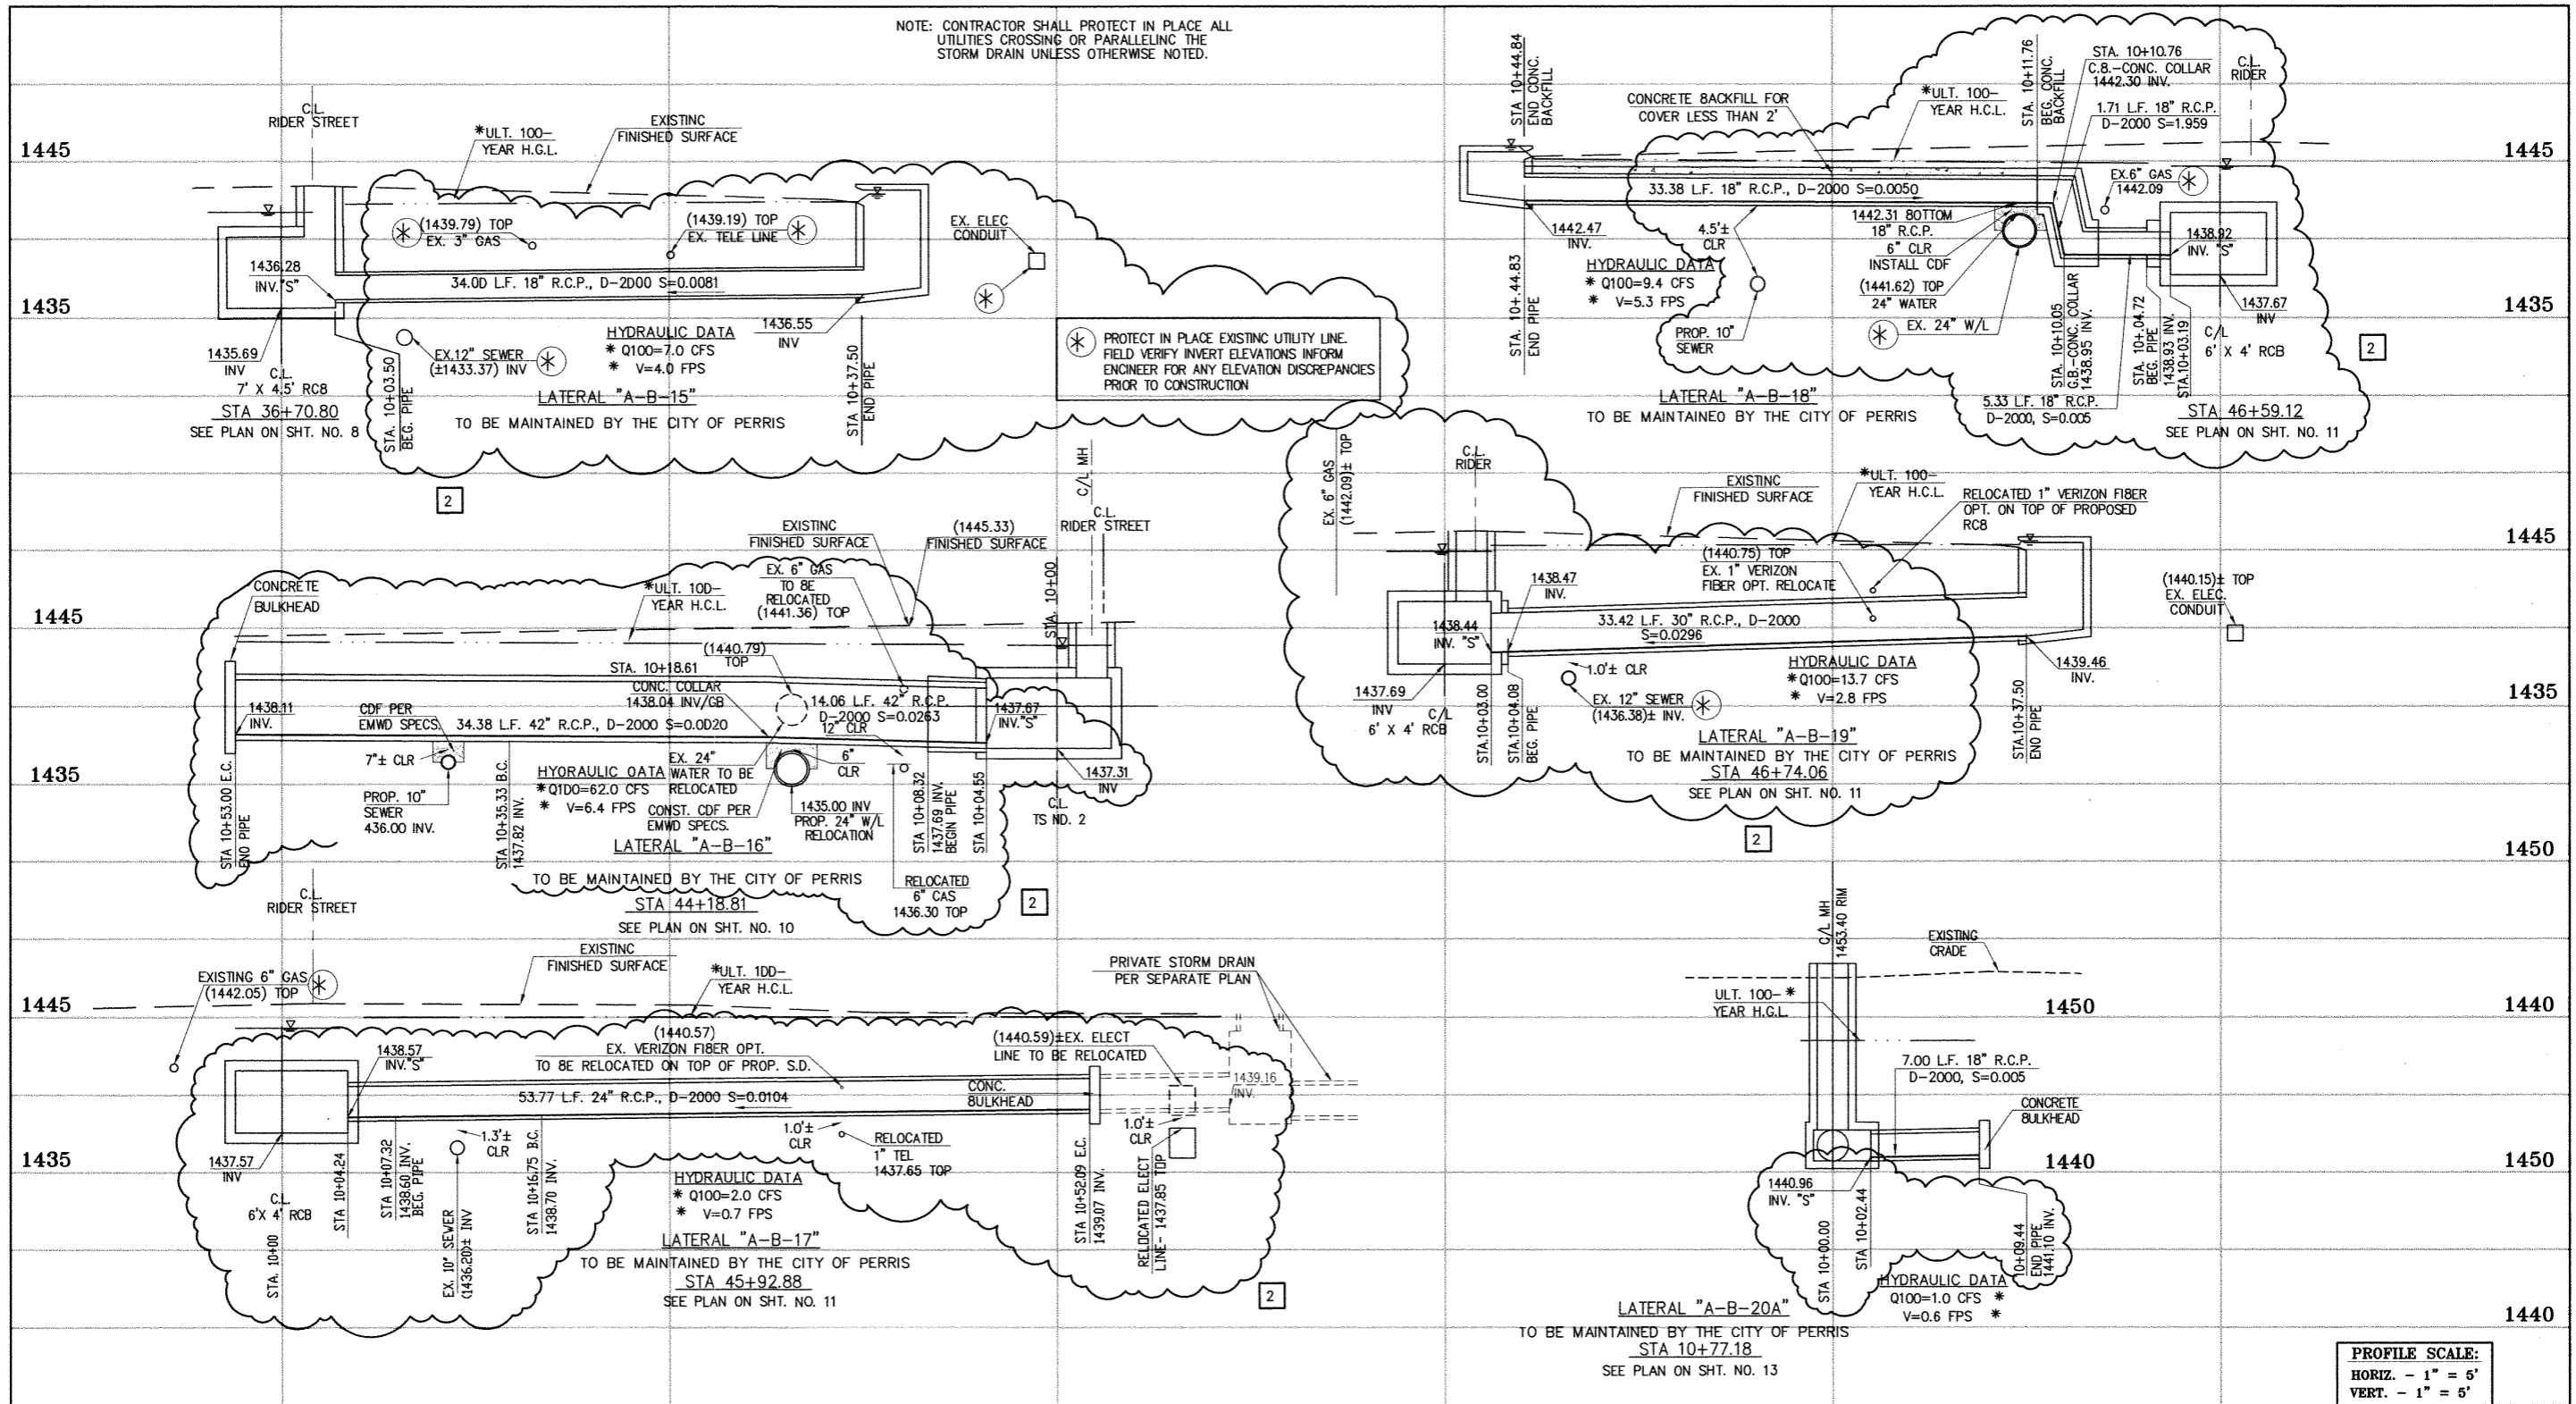 NOTE: CONTRACTOR SHALL PROTECT IN PLACE ALL
UTILITIES CROSSING OR PARALLELINC THE
STORM DRAIN UNLESS OTHERWISE NOTED.
C.L.
RIDER STREET
*ULT. 100-
YEAR H.G.L.
EXISTINC
FINISHED SURFACE
1445
(1439.79) TOP
EX. 3" GAS
(1439.19) TOP
EX. TELE LINE
EX. ELEC
CONDUIT
1436.28
INV."S"
34.0D L.F. 18" R.C.P., D-2D00 S=0.0081
1435
HYDRAULIC DATA
* Q100=7.0 CFS
* V=4.0 FPS
1436.55
INV
1435.69
INV
C.L.
7' X 4.5' RC8
STA 36+70.80
SEE PLAN ON SHT. NO. 8
EX.12" SEWER
(±1433.37) INV
STA. 10+03.50
BEG. PIPE
LATERAL "A-B-15"
TO BE MAINTAINED BY THE CITY OF PERRIS
STA 10+37.50
END PIPE
2
PROTECT IN PLACE EXISTING UTILITY LINE.
FIELD VERIFY INVERT ELEVATIONS INFORM
ENGINEER FOR ANY ELEVATION DISCREPANCIES
PRIOR TO CONSTRUCTION
STA 10+44.84
END CONC.
BACKFILL
CONCRETE 8ACKFILL FOR
COVER LESS THAN 2'
*ULT. 100-
YEAR H.C.L.
STA. 10+11.76
BEG. CONC.
BACKFILL
STA. 10+10.76
C.8.-CONC. COLLAR
1442.30 INV.
1.71 L.F. 18" R.C.P.
D-2000 S=1.959
C.L.
RIDER
1445
33.38 L.F. 18" R.C.P., D-2000 S=0.0050
EX.6" GAS
1442.09
1442.47
INV.
4.5'±
CLR
1442.31 8OTTOM
18" R.C.P.
6" CLR
INSTALL CDF
(1441.62) TOP
24" WATER
EX. 24" W/L
1438.92
INV. "S"
1435
HYDRAULIC DATA
* Q100=9.4 CFS
* V=5.3 FPS
PROP. 10"
SEWER
STA. 10+.44.83
END PIPE
LATERAL "A-B-18"
TO BE MAINTAINED BY THE CITY OF PERRIS
STA. 10+10.05
G.B.-CONC. COLLAR
1438.95 INV.
STA. 10+.04.72
BEG. PIPE
1438.93 INV.
STA.10+03.19
5.33 L.F. 18" R.C.P.
D-2000, S=0.005
1437.67
INV
C/L
6' X 4' RCB
STA 46+59.12
SEE PLAN ON SHT. NO. 11
2
CONCRETE
BULKHEAD
*ULT. 10D-
YEAR H.C.L.
EXISTINC
FINISHED SURFACE
(1445.33)
FINISHED SURFACE
EX. 6" GAS
TO 8E
RELOCATED
(1441.36) TOP
STA. 10+00
C/L MH
C.L.
RIDER STREET
1445
(1440.79)
TOP
STA. 10+18.61
CONC. COLLAR
1438.04 INV/GB
14.06 L.F. 42" R.C.P.
D-2000 S=0.0263
12" CLR
1438.11
INV.
CDF PER
EMWD SPECS.
34.38 L.F. 42" R.C.P., D-2000 S=0.0D20
1437.67
INV."S"
7"± CLR
PROP. 10"
SEWER
436.00 INV.
1435
HYORAULIC OATA
*Q1D0=62.0 CFS
* V=6.4 FPS
EX. 24"
WATER TO BE
RELOCATED
CONST. CDF PER
EMWD SPECS.
6"
CLR
1435.00 INV
PROP. 24" W/L
RELOCATION
1437.31
INV
C.L.
TS ND. 2
STA 10+53.00 E.C.
ENO PIPE
STA 10+35.33 B.C.
1437.82 INV.
STA 10+08.32
1437.69 INV.
BEGIN PIPE
STA 10+04.55
LATERAL "A-B-16"
TO BE MAINTAINED BY THE CITY OF PERRIS
STA 44+18.81
SEE PLAN ON SHT. NO. 10
RELOCATED
6" CAS
1436.30 TOP
2
EX. 6" GAS
(1442.09)± TOP
C.L.
RIDER
EXISTINC
FINISHED SURFACE
*ULT. 100-
YEAR H.C.L.
RELOCATED 1" VERIZON FI8ER
OPT. ON TOP OF PROPOSED
RC8
1445
(1440.75) TOP
EX. 1" VERIZON
FIBER OPT. RELOCATE
1438.47
INV.
(1440.15)± TOP
EX. ELEC.
CONDUIT
1438.44
INV. "S"
33.42 L.F. 30" R.C.P., D-2000
S=0.0296
1.0'± CLR
HYDRAULIC DATA
*Q100=13.7 CFS
* V=2.8 FPS
1439.46
INV.
1437.69
INV
C/L
6' X 4' RCB
EX. 12" SEWER
(1436.38)± INV.
1435
STA.10+03.00
STA.10+04.08
BEG. PIPE
STA.10+37.50
END PIPE
LATERAL "A-B-19"
TO BE MAINTAINED BY THE CITY OF PERRIS
STA 46+74.06
SEE PLAN ON SHT. NO. 11
2
1450
C.L.
RIDER STREET
EXISTINC
FINISHED SURFACE
EXISTING 6" GAS
(1442.05) TOP
*ULT. 1DD-
YEAR H.C.L.
PRIVATE STORM DRAIN
PER SEPARATE PLAN
1445
1438.57
INV."S"
(1440.57)
EX. VERIZON FI8ER OPT.
TO 8E RELOCATED ON TOP OF PROP. S.D.
(1440.59)±EX. ELECT
LINE TO BE RELOCATED
1439.16
INV.
53.77 L.F. 24" R.C.P., D-2000 S=0.0104
CONC.
8ULKHEAD
1.3'±
CLR
1.0'±
CLR
RELOCATED
1" TEL
1437.65 TOP
1.0'±
CLR
1435
1437.57
INV
C.L.
6'X 4' RCB
STA. 10+00
STA 10+04.24
STA 10+07.32
1438.60 INV.
BEG. PIPE
EX. 10" SEWER
(1436.20)± INV
STA 10+16.75 B.C.
1438.70 INV.
HYDRAULIC DATA
* Q100=2.0 CFS
* V=0.7 FPS
LATERAL "A-B-17"
TO BE MAINTAINED BY THE CITY OF PERRIS
STA 45+92.88
SEE PLAN ON SHT. NO. 11
STA 10+52.09 E.C.
1439.07 INV.
RELOCATED ELECT
LINE- 1437.85 TOP
2
C/L MH
1453.40 RIM
EXISTING
CRADE
ULT. 100-*
YEAR H.G.L.
1450
1440
7.00 L.F. 18" R.C.P.
D-2000, S=0.005
CONCRETE
8ULKHEAD
1440
1450
1440.96
INV. "S"
STA 10+00.00
STA 10+02.44
10+09.44
END PIPE
1441.10 INV.
HYDRAULIC DATA
Q100=1.0 CFS *
V=0.6 FPS *
LATERAL "A-B-20A"
TO BE MAINTAINED BY THE CITY OF PERRIS
STA 10+77.18
SEE PLAN ON SHT. NO. 13
1440
PROFILE SCALE:
HORIZ. - 1" = 5'
VERT. - 1" = 5'